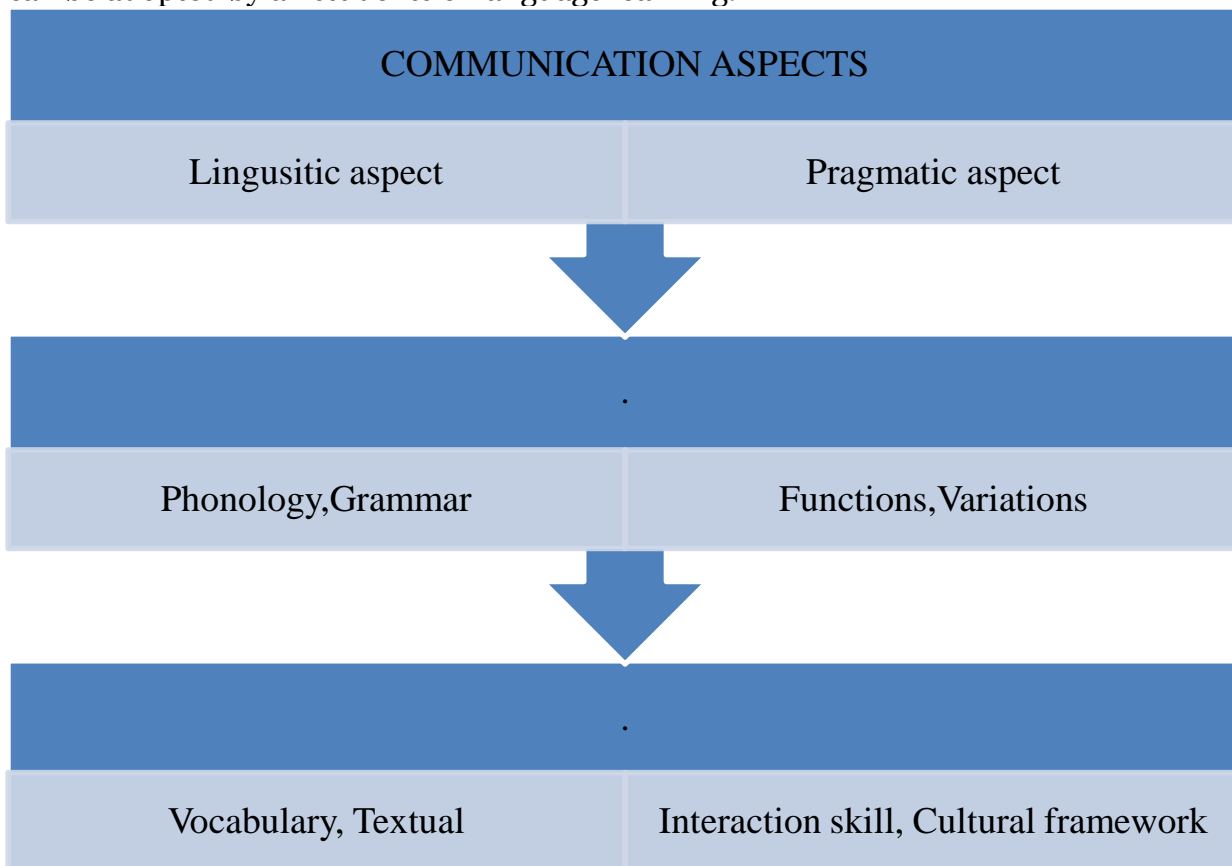 COMMUNICATION ASPECTS
Lingusitic aspect Pragmatic aspect
.
Phonology,Grammar Functions,Variations
.
Vocabulary, Textual Interaction skill, Cultural framework